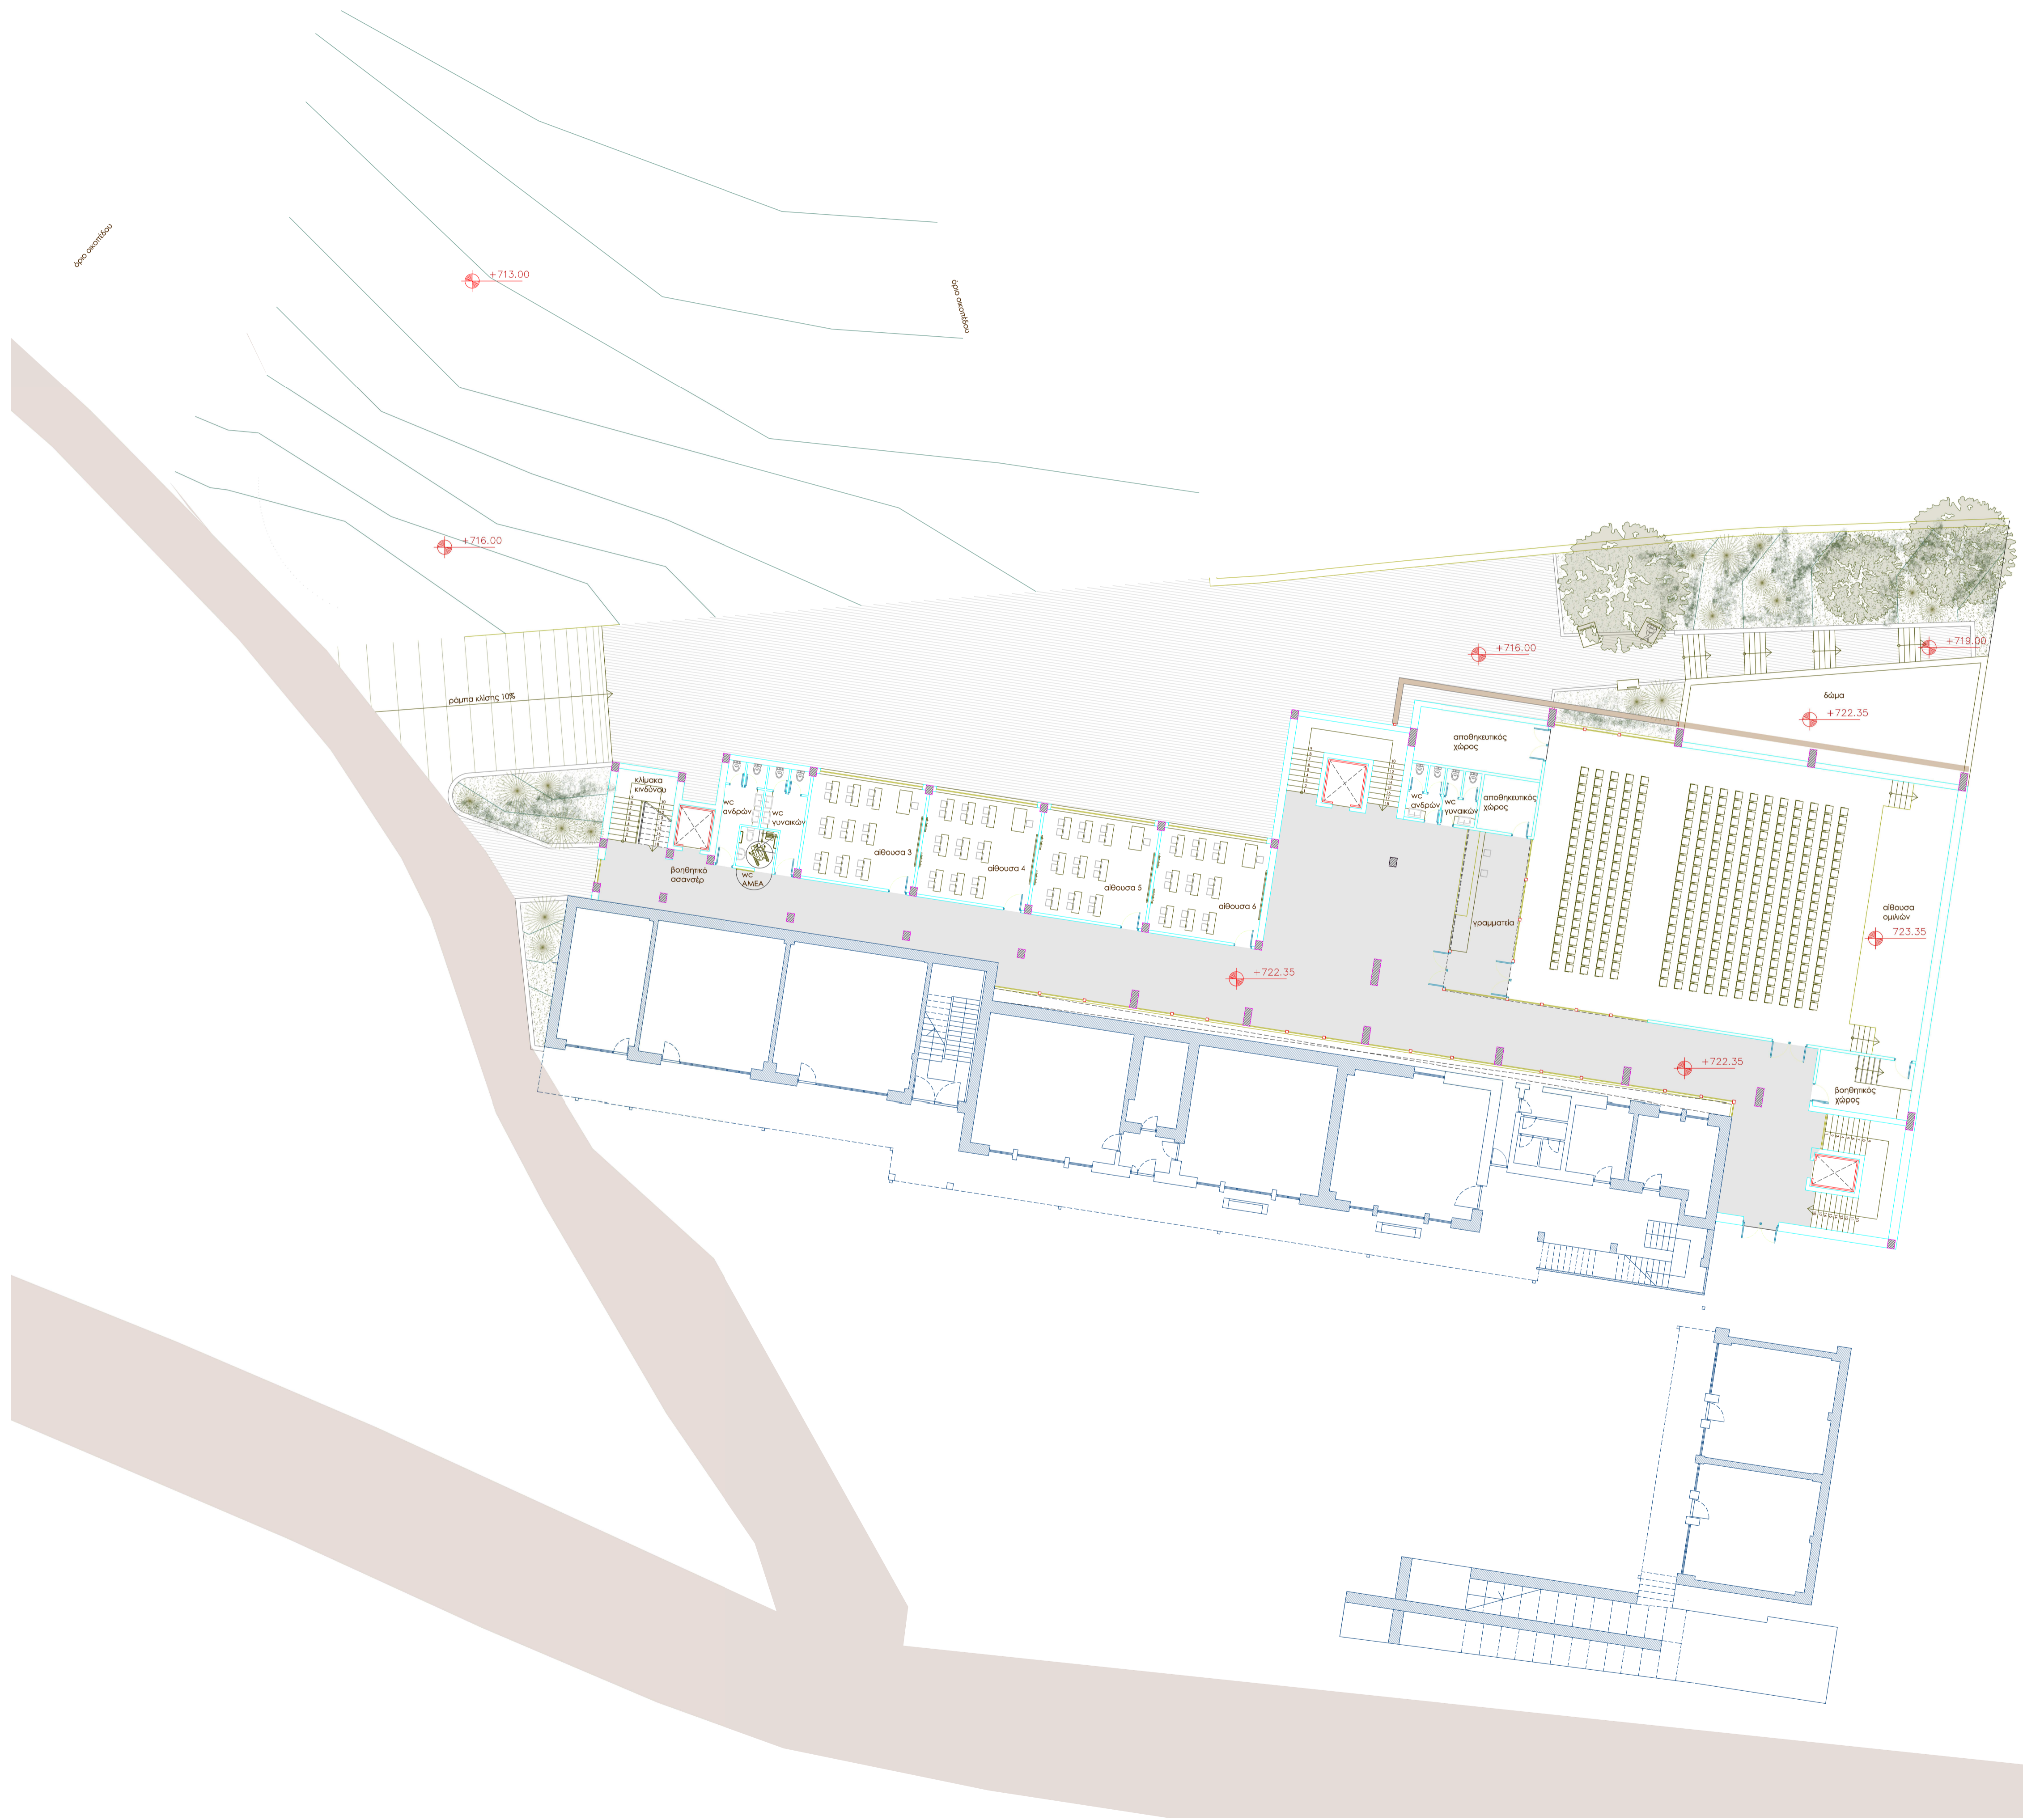 όριο οικοπέδου
+713.00
όριο οικοπέδου
+716.00
+716.00
+719.00
ράμπα κλίσης 10%
δώμα
+722.35
κλίμακα
κινδύνου
wc
ανδρών
wc
γυναικών
βοηθητικό
ασανσέρ
wc
ΑΜΕΑ
αίθουσα 3
αίθουσα 4
αίθουσα 5
αίθουσα 6
αποθηκευτικός
χώρος
wc
ανδρών
wc
γυναικών
αποθηκευτικός
χώρος
γραμματεία
αίθουσα
ομιλιών
723.35
+722.35
+722.35
βοηθητικός
χώρος